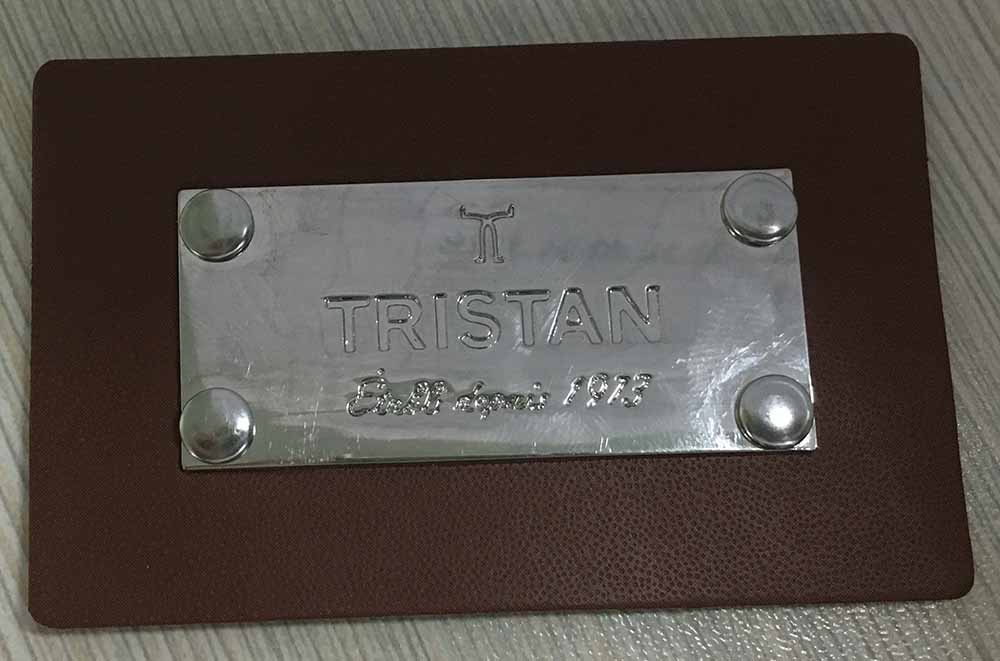 TRISTAN
Établi depuis 1973